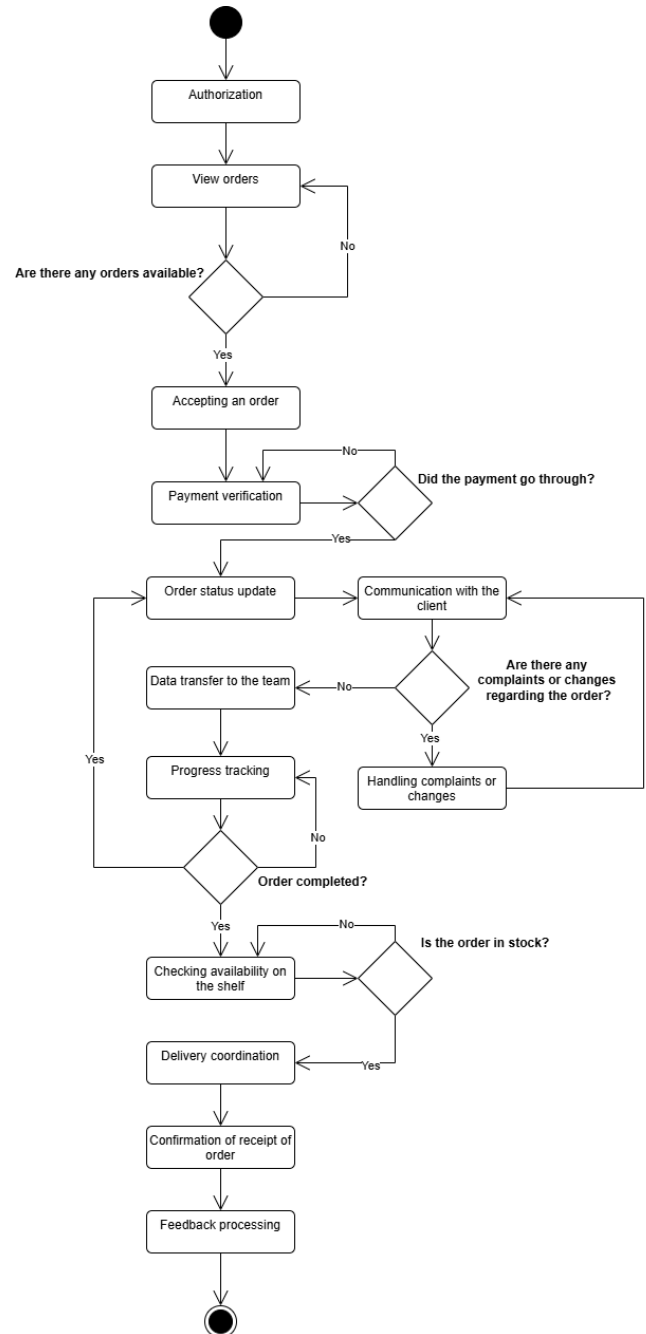 Authorization
View orders
No
Are there any orders available?
Yes
Accepting an order
No
Did the payment go through?
Payment verification
Yes
Order status update
Communication with the
client
Are there any
complaints or changes
regarding the order?
Data transfer to the team
No
Yes
Yes
Progress tracking
Handling complaints or
changes
No
Order completed?
Yes
No
Is the order in stock?
Checking availability on
the shelf
Delivery coordination
Yes
Confirmation of receipt of
order
Feedback processing